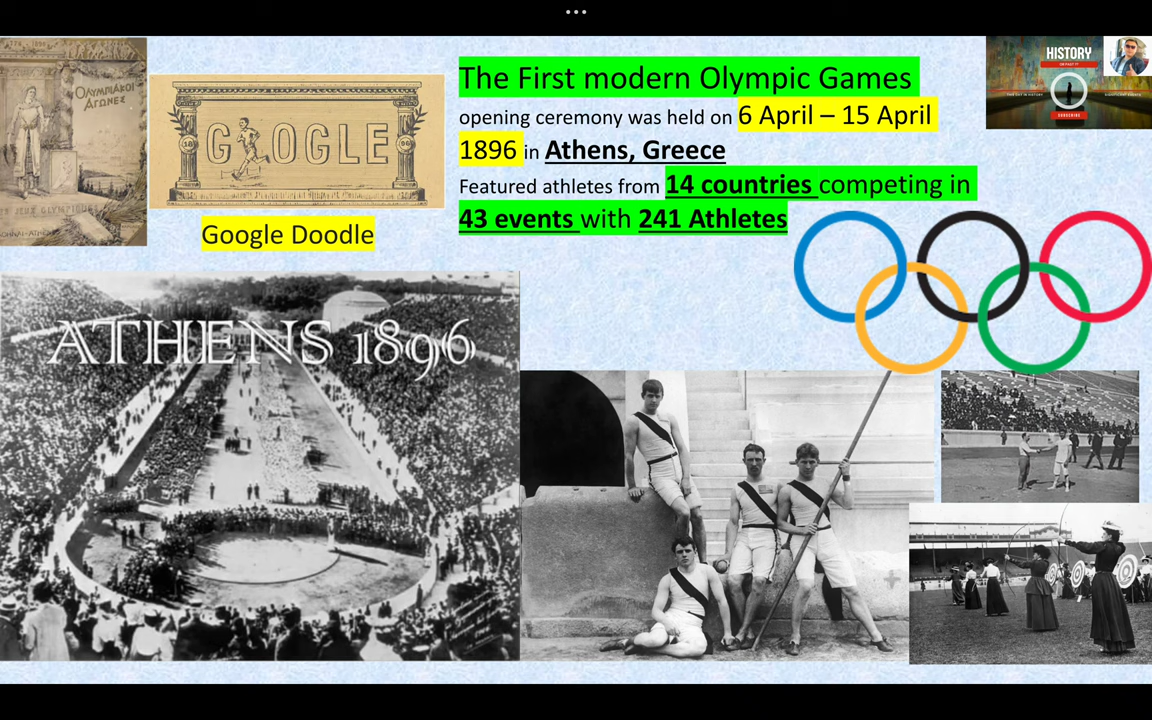 ΟΛΥΜΠΙΑΚΟΙ
ΑΓΩΝΕΣ
GOOGLE
18
96
Google Doodle
The First modern Olympic Games
opening ceremony was held on 6 April – 15 April
1896 in Athens, Greece
Featured athletes from 14 countries competing in
43 events with 241 Athletes
HISTORY
SUBSCRIBE
ATHENS 1896